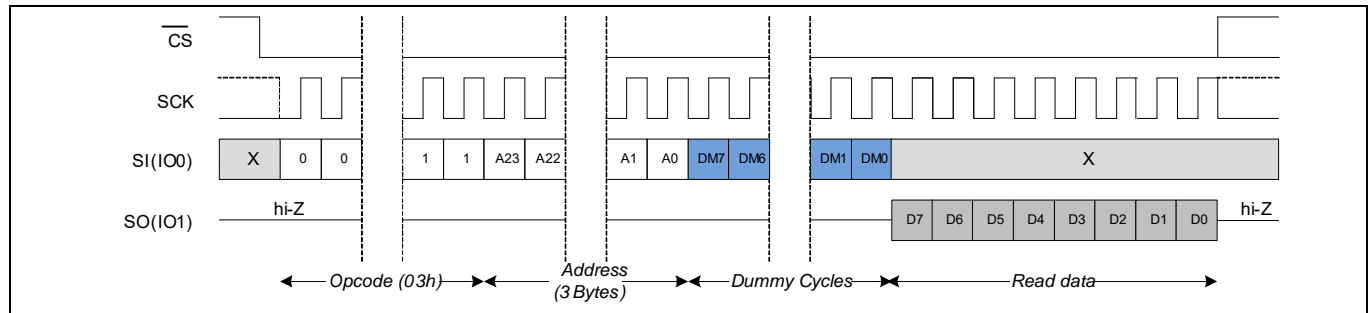 CS
SCK
SI(IO0) X 0 0 1 1 A23 A22 A1 A0 DM7 DM6 DM1 DM0 X
SO(IO1) hi-Z D7 D6 D5 D4 D3 D2 D1 D0 hi-Z
Opcode (03h) Address (3 Bytes) Dummy Cycles Read data